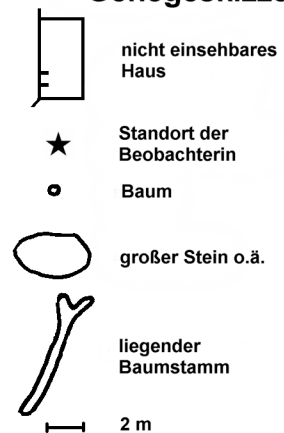 nicht einsehbares
Haus
Standort der
Beobachterin
Baum
großer Stein o.ä.
liegender
Baumstamm
2 m